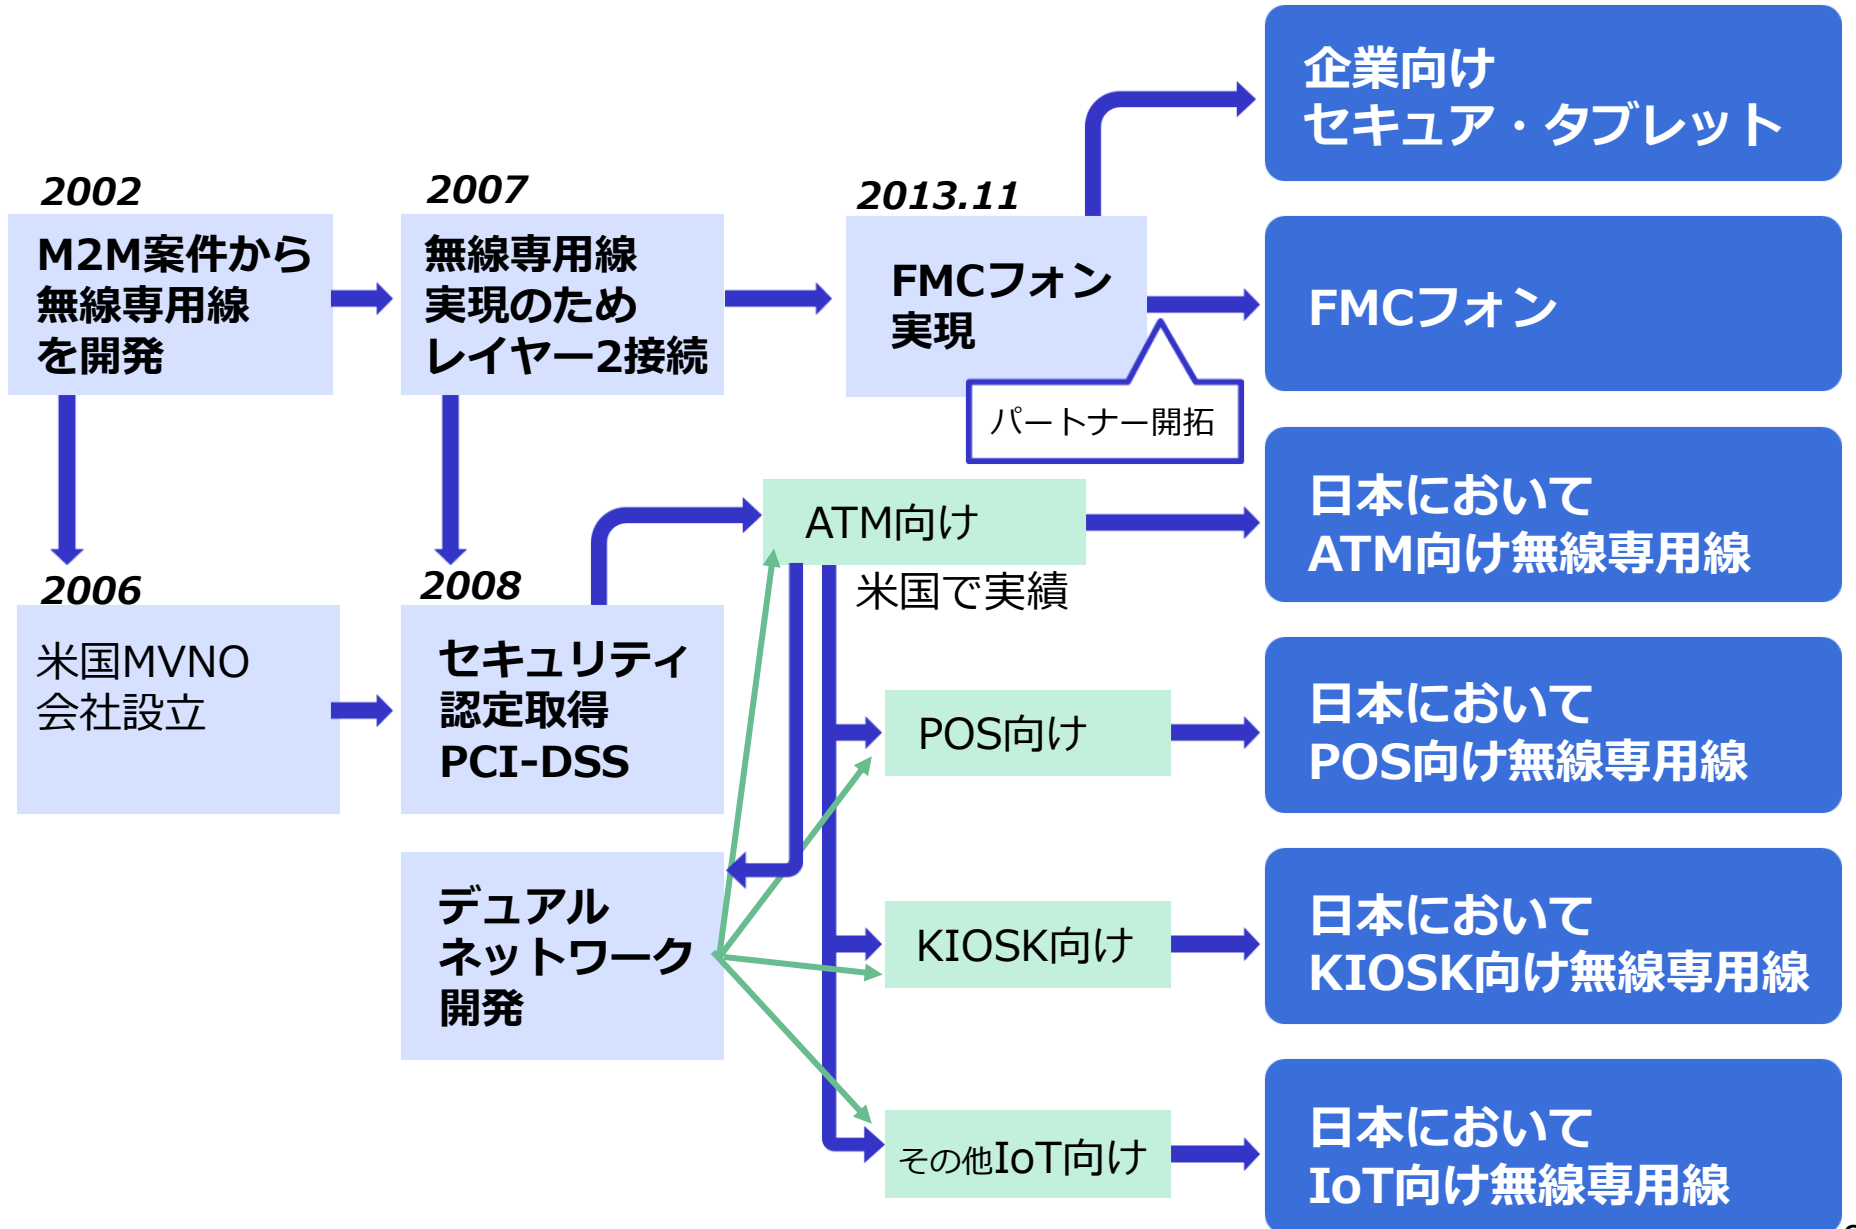 企業向け
セキュア・タブレット
2002
M2M案件から
無線専用線
を開発
2007
無線専用線
実現のため
レイヤー2接続
2013.11
FMCフォン
実現
FMCフォン
パートナー開拓
ATM向け
米国で実績
日本において
ATM向け無線専用線
2006
米国MVNO
会社設立
2008
セキュリティ
認定取得
PCI-DSS
POS向け
日本において
POS向け無線専用線
デュアル
ネットワーク
開発
KIOSK向け
日本において
KIOSK向け無線専用線
その他IoT向け
日本において
IoT向け無線専用線